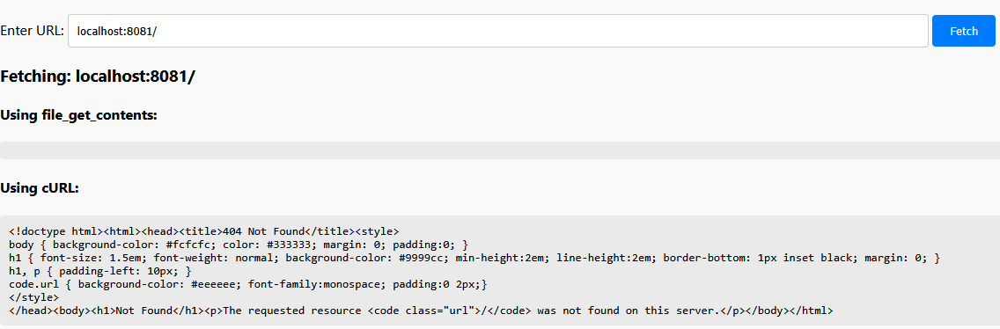 Enter URL: localhost:8081/ Fetch
Fetching: localhost:8081/
Using file_get_contents:
Using cURL:
<!doctype html><html><head><title>404 Not Found</title><style>
body { background-color: #fcfcfc; color: #333333; margin: 0; padding:0; }
h1 { font-size: 1.5em; font-weight: normal; background-color: #9999cc; min-height:2em; line-height:2em; border-bottom: 1px inset black; margin: 0; }
h1, p { padding-left: 10px; }
code.url { background-color: #eeeeee; font-family:monospace; padding:0 2px;}
</style>
</head><body><h1>Not Found</h1><p>The requested resource <code class="url">/</code> was not found on this server.</p></body></html>